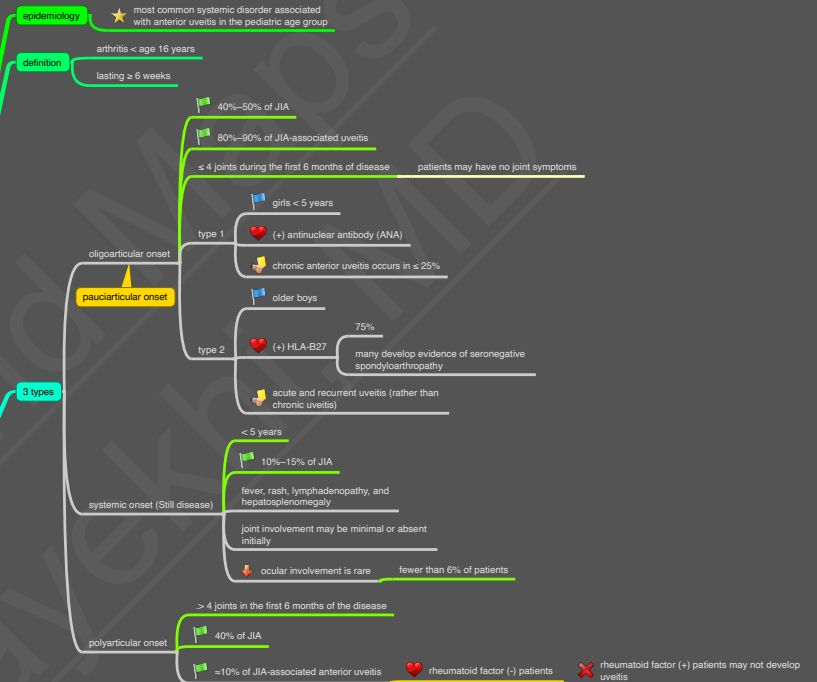 epidemiology
most common systemic disorder associated
with anterior uveitis in the pediatric age group
definition
arthritis < age 16 years
lasting ≥ 6 weeks
3 types
oligoarticular onset
pauciarticular onset
40%–50% of JIA
80%–90% of JIA-associated uveitis
≤ 4 joints during the first 6 months of disease
patients may have no joint symptoms
type 1
girls < 5 years
(+) antinuclear antibody (ANA)
chronic anterior uveitis occurs in ≤ 25%
type 2
older boys
(+) HLA-B27
75%
many develop evidence of seronegative
spondyloarthropathy
acute and recurrent uveitis (rather than
chronic uveitis)
systemic onset (Still disease)
< 5 years
10%–15% of JIA
fever, rash, lymphadenopathy, and
hepatosplenomegaly
joint involvement may be minimal or absent
initially
ocular involvement is rare
fewer than 6% of patients
polyarticular onset
.> 4 joints in the first 6 months of the disease
40% of JIA
≈10% of JIA-associated anterior uveitis
rheumatoid factor (-) patients
rheumatoid factor (+) patients may not develop
uveitis
Maps
MD